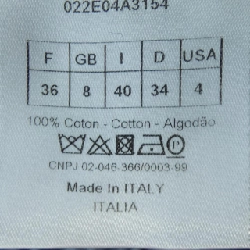 022E04A3154
F GB I D USA
36 8 40 34 4
100% Coton - Cotton - Algodão
CNPJ 02-046-366/0003-99
Made in ITALY
ITALIA